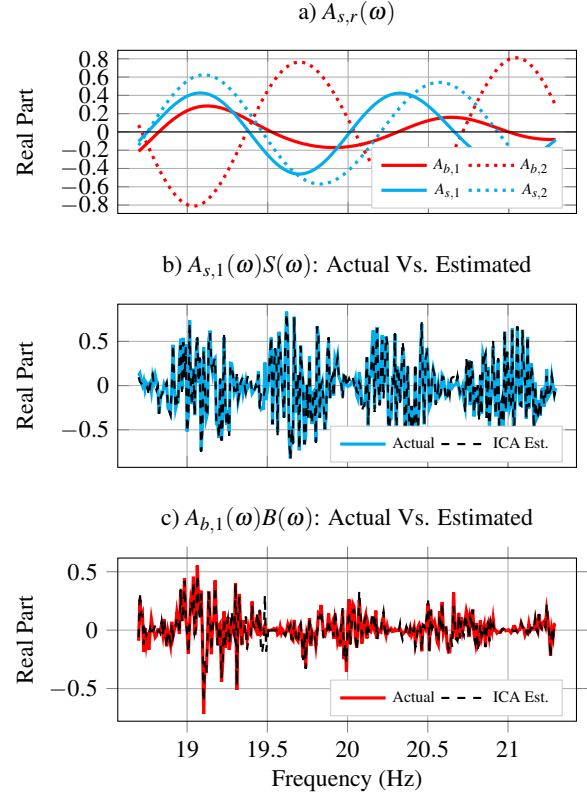 a) A_{s,r}(ω)
Real Part
0.8
0.6
0.4
0.2
0
−0.2
−0.4
−0.6
−0.8
A_{b,1} A_{b,2}
A_{s,1} A_{s,2}
b) A_{s,1}(ω)S(ω): Actual Vs. Estimated
Real Part
0.5
0
−0.5
Actual ICA Est.
c) A_{b,1}(ω)B(ω): Actual Vs. Estimated
Real Part
0.5
0
−0.5
Actual ICA Est.
19 19.5 20 20.5 21
Frequency (Hz)